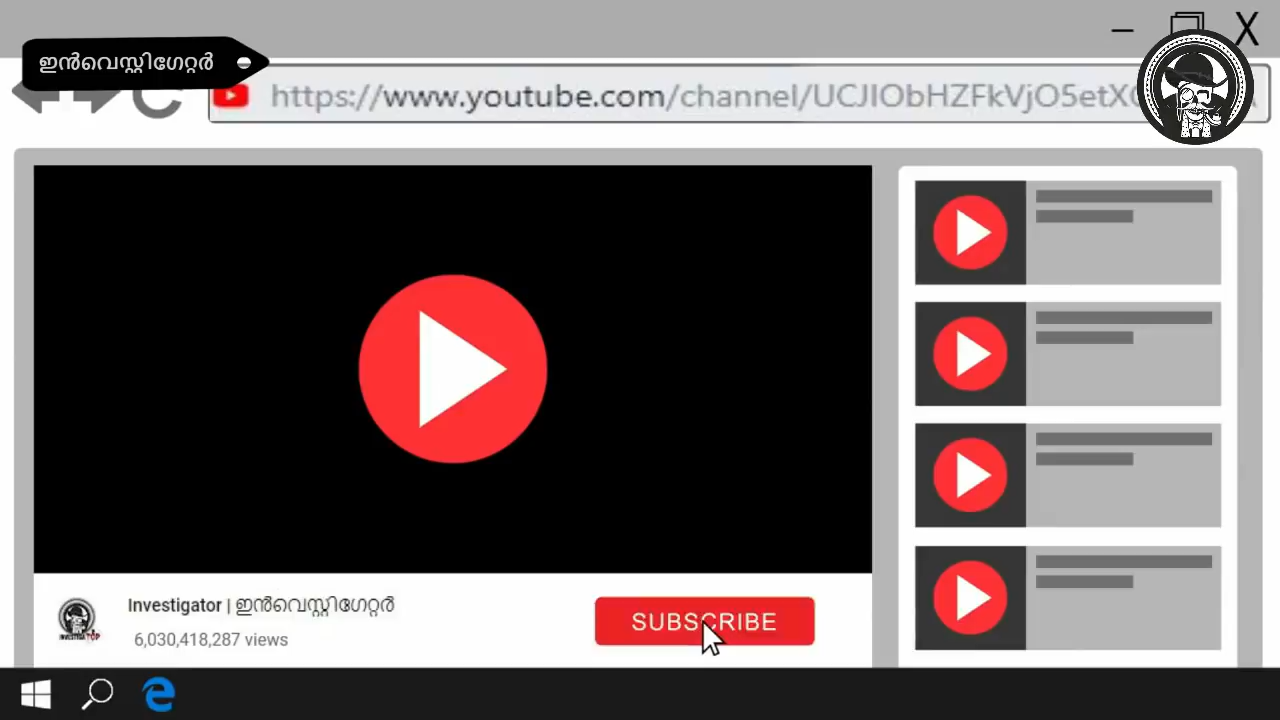 ഇൻവെസ്റ്റിഗേറ്റർ
https://www.youtube.com/channel/UCJIObHZFkVjO5etX
Investigator | ഇൻവെസ്റ്റിഗേറ്റർ
6,030,418,287 views
SUBSCRIBE